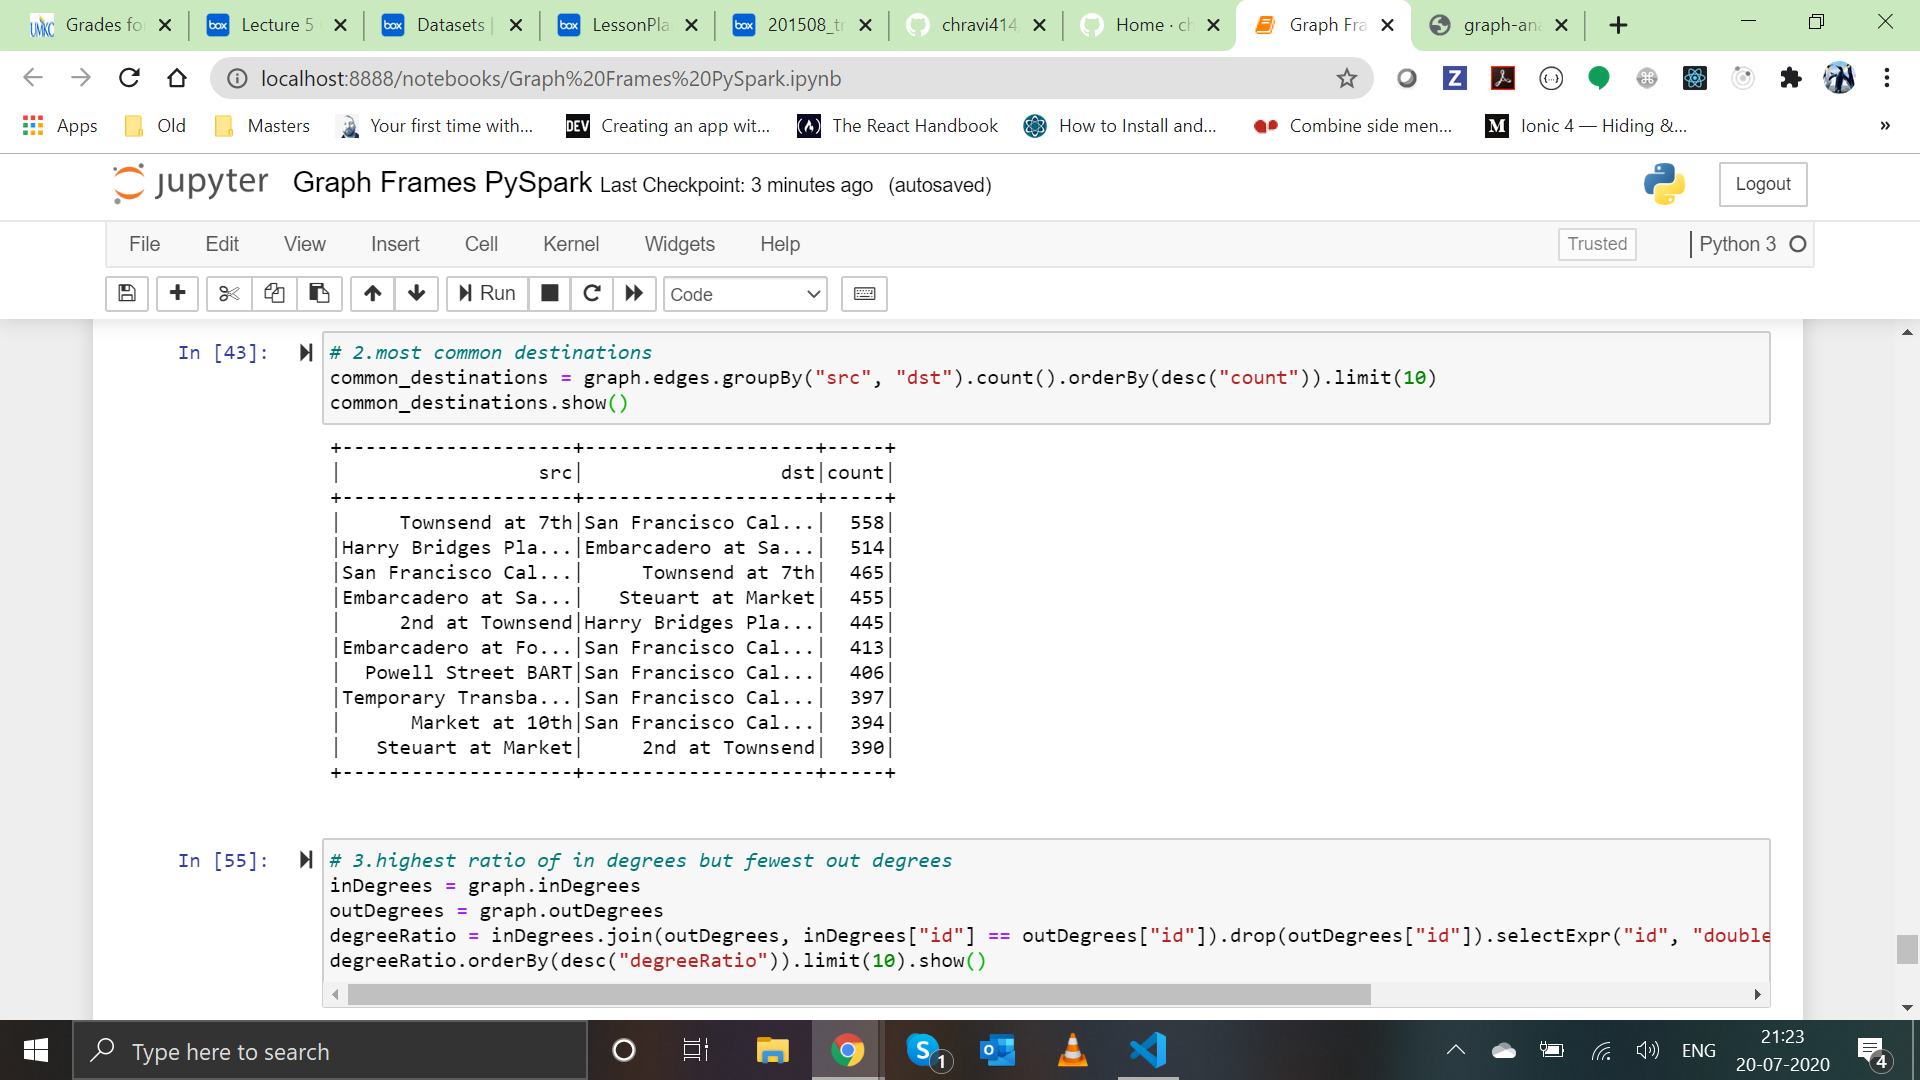 Grades for
Lecture 5
Datasets |
LessonPla
201508_tr
chravi414
Home · ch
Graph Fra
graph-ana
localhost:8888/notebooks/Graph%20Frames%20PySpark.ipynb
Apps
Old
Masters
Your first time with...
DEV
Creating an app wit...
The React Handbook
How to Install and...
Combine side men...
Ionic 4 — Hiding &...
»
jupyter
Graph Frames PySpark Last Checkpoint: 3 minutes ago (autosaved)
Logout
File Edit View Insert Cell Kernel Widgets Help
Trusted
Python 3
Run
Code
In [43]:
# 2.most common destinations
common_destinations = graph.edges.groupBy("src", "dst").count().orderBy(desc("count")).limit(10)
common_destinations.show()
+--------------------+--------------------+-----+
|                 src|                 dst|count|
+--------------------+--------------------+-----+
|     Townsend at 7th|San Francisco Cal...|  558|
|Harry Bridges Pla...|Embarcadero at Sa...|  514|
|San Francisco Cal...|     Townsend at 7th|  465|
|Embarcadero at Sa...|   Steuart at Market|  455|
|     2nd at Townsend|Harry Bridges Pla...|  445|
|Embarcadero at Fo...|San Francisco Cal...|  413|
|  Powell Street BART|San Francisco Cal...|  406|
|Temporary Transba...|San Francisco Cal...|  397|
|      Market at 10th|San Francisco Cal...|  394|
|   Steuart at Market|     2nd at Townsend|  390|
+--------------------+--------------------+-----+
In [55]:
# 3.highest ratio of in degrees but fewest out degrees
inDegrees = graph.inDegrees
outDegrees = graph.outDegrees
degreeRatio = inDegrees.join(outDegrees, inDegrees["id"] == outDegrees["id"]).drop(outDegrees["id"]).selectExpr("id", "double
degreeRatio.orderBy(desc("degreeRatio")).limit(10).show()
Type here to search
1
ENG
21:23
20-07-2020
4